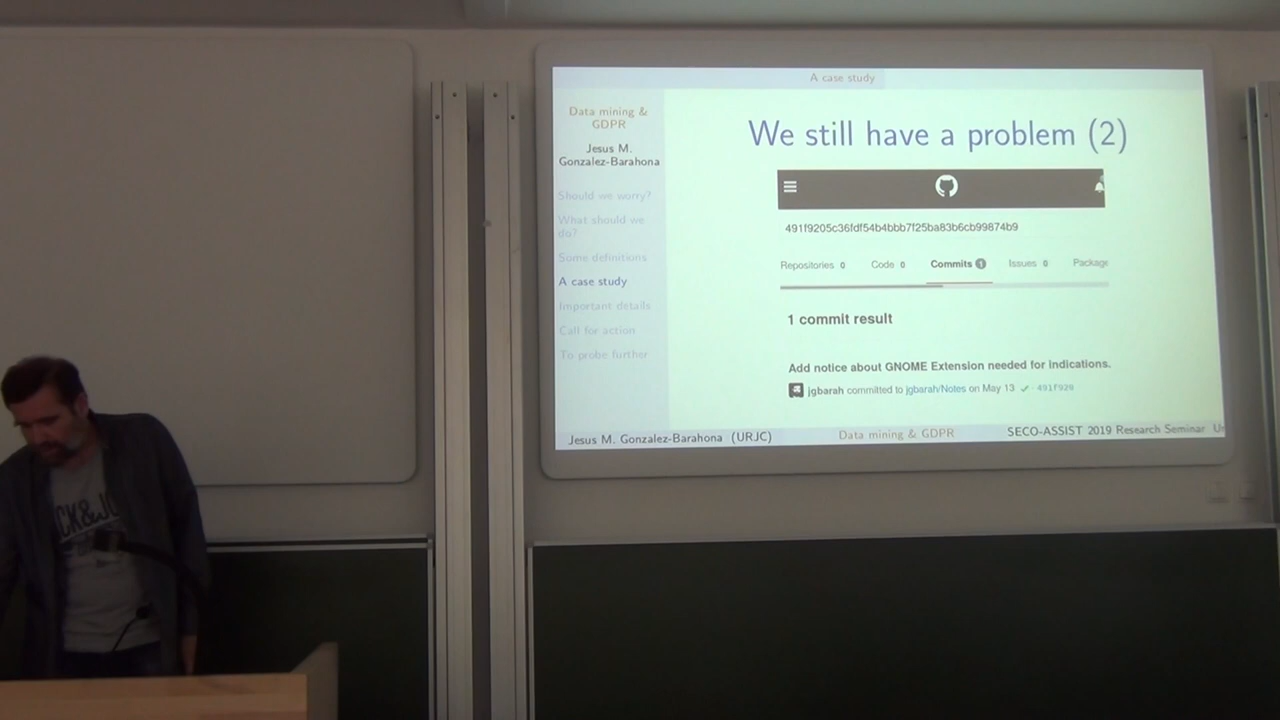 A case study
Data mining &
GDPR
Jesus M.
Gonzalez-Barahona
Should we worry?
What should we
do?
Some definitions
A case study
Important details
Call for action
To probe further
We still have a problem (2)
491f9205c36fdf54b4bbb7f25ba83b6cb99874b9
Repositories 0 Code 0 Commits 1 Issues 0 Package
1 commit result
Add notice about GNOME Extension needed for indications.
jgbarah committed to jgbarah/Notes on May 13 ✓ 491f920
Jesus M. Gonzalez-Barahona (URJC) Data mining & GDPR SECO-ASSIST 2019 Research Seminar